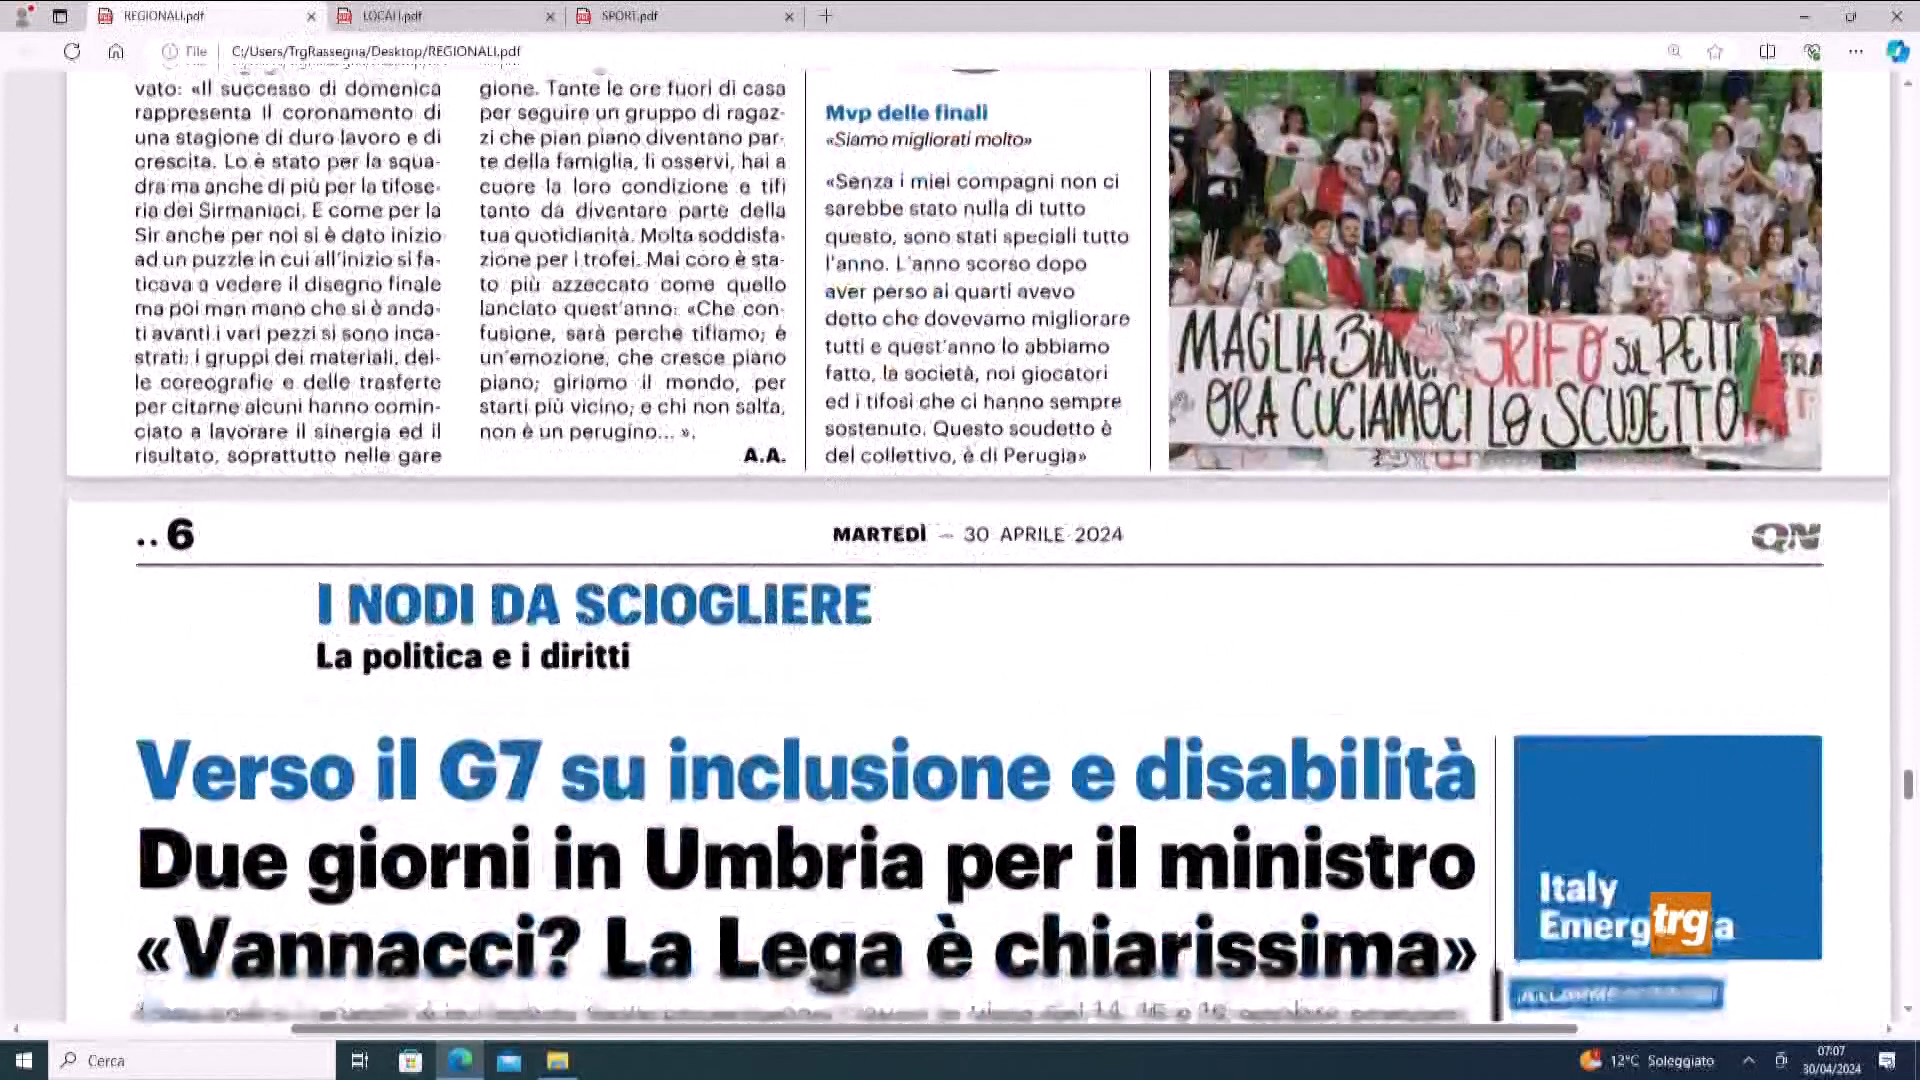 REGIONALI.pdf
LOCALI.pdf
SPORT.pdf
File
C:/Users/TrgRassegna/Desktop/REGIONALI.pdf
vato: «Il successo di domenica
rappresenta il coronamento di
una stagione di duro lavoro e di
crescita. Lo è stato per la squa-
dra ma anche di più per la tifose-
ria dei Sirmaniaci. E come per la
Sir anche per noi si è dato inizio
ad un puzzle in cui all'inizio si fa-
ticava a vedere il disegno finale
ma poi man mano che si è anda-
ti avanti i vari pezzi si sono inca-
strati: i gruppi dei materiali, del-
le coreografie e delle trasferte
per citarne alcuni hanno comin-
ciato a lavorare il sinergia ed il
risultato, soprattutto nelle gare
gione. Tante le ore fuori di casa
per seguire un gruppo di ragaz-
zi che pian piano diventano par-
te della famiglia, li osservi, hai a
cuore la loro condizione e tifi
tanto da diventare parte della
tua quotidianità. Molta soddisfa-
zione per i trofei. Mai coro è sta-
to più azzeccato come quello
lanciato quest'anno: «Che con-
fusione, sarà perche tifiamo; è
un'emozione, che cresce piano
piano; giriamo il mondo, per
starti più vicino; e chi non salta,
non è un perugino... ».
A.A.
Mvp delle finali
«Siamo migliorati molto»
«Senza i miei compagni non ci
sarebbe stato nulla di tutto
questo, sono stati speciali tutto
l'anno. L'anno scorso dopo
aver perso ai quarti avevo
detto che dovevamo migliorare
tutti e quest'anno lo abbiamo
fatto, la società, noi giocatori
ed i tifosi che ci hanno sempre
sostenuto. Questo scudetto è
del collettivo, è di Perugia»
MAGLIA BIANC GRIFO SUL PETT
ORA CUCIAMOCI LO SCUDETTO
..6
MARTEDÌ — 30 APRILE 2024
QN
I NODI DA SCIOGLIERE
La politica e i diritti
Verso il G7 su inclusione e disabilità
Due giorni in Umbria per il ministro
«Vannacci? La Lega è chiarissima»
Italy
Emerg
a
trg
Cerca
12°C Soleggiato
07:07
30/04/2024